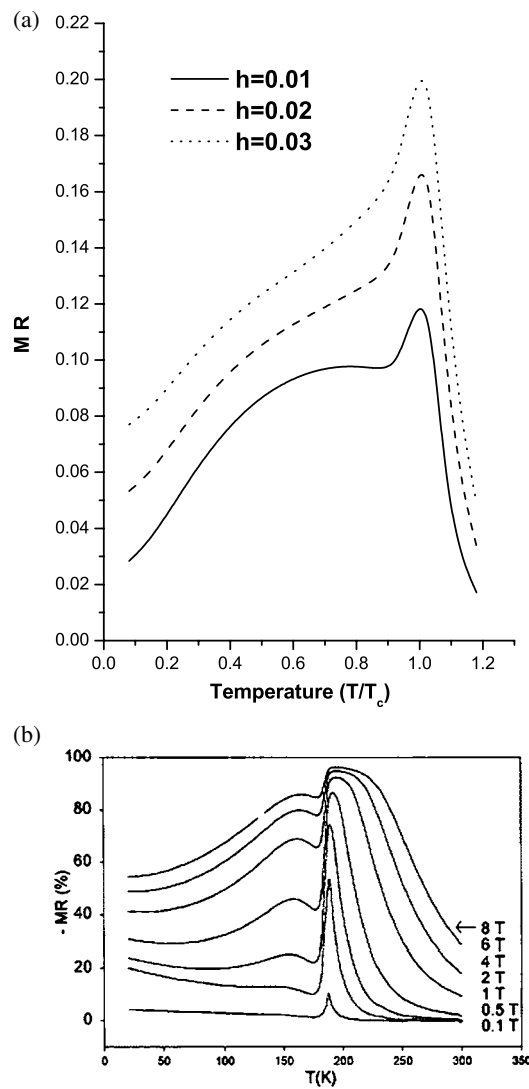 (a)
0.22
0.20
0.18
0.16
0.14
0.12
0.10
0.08
0.06
0.04
0.02
0.00
M R
h=0.01
h=0.02
h=0.03
0.0 0.2 0.4 0.6 0.8 1.0 1.2
Temperature (T/Tc)
(b)
100
80
60
40
20
0
- MR (%)
8 T
6 T
4 T
2 T
1 T
0.5 T
0.1 T
0 50 100 150 200 250 300 350
T(K)